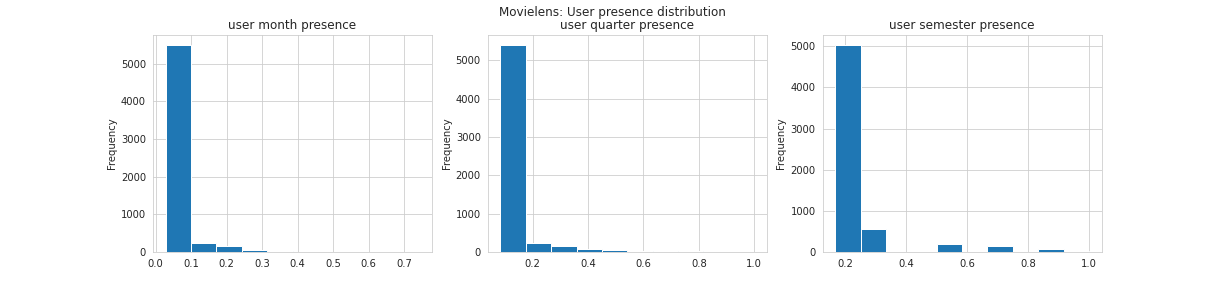 Movielens: User presence distribution
user month presence
Frequency
5000
4000
3000
2000
1000
0
0.0 0.1 0.2 0.3 0.4 0.5 0.6 0.7
user quarter presence
Frequency
5000
4000
3000
2000
1000
0
0.2 0.4 0.6 0.8 1.0
user semester presence
Frequency
5000
4000
3000
2000
1000
0
0.2 0.4 0.6 0.8 1.0